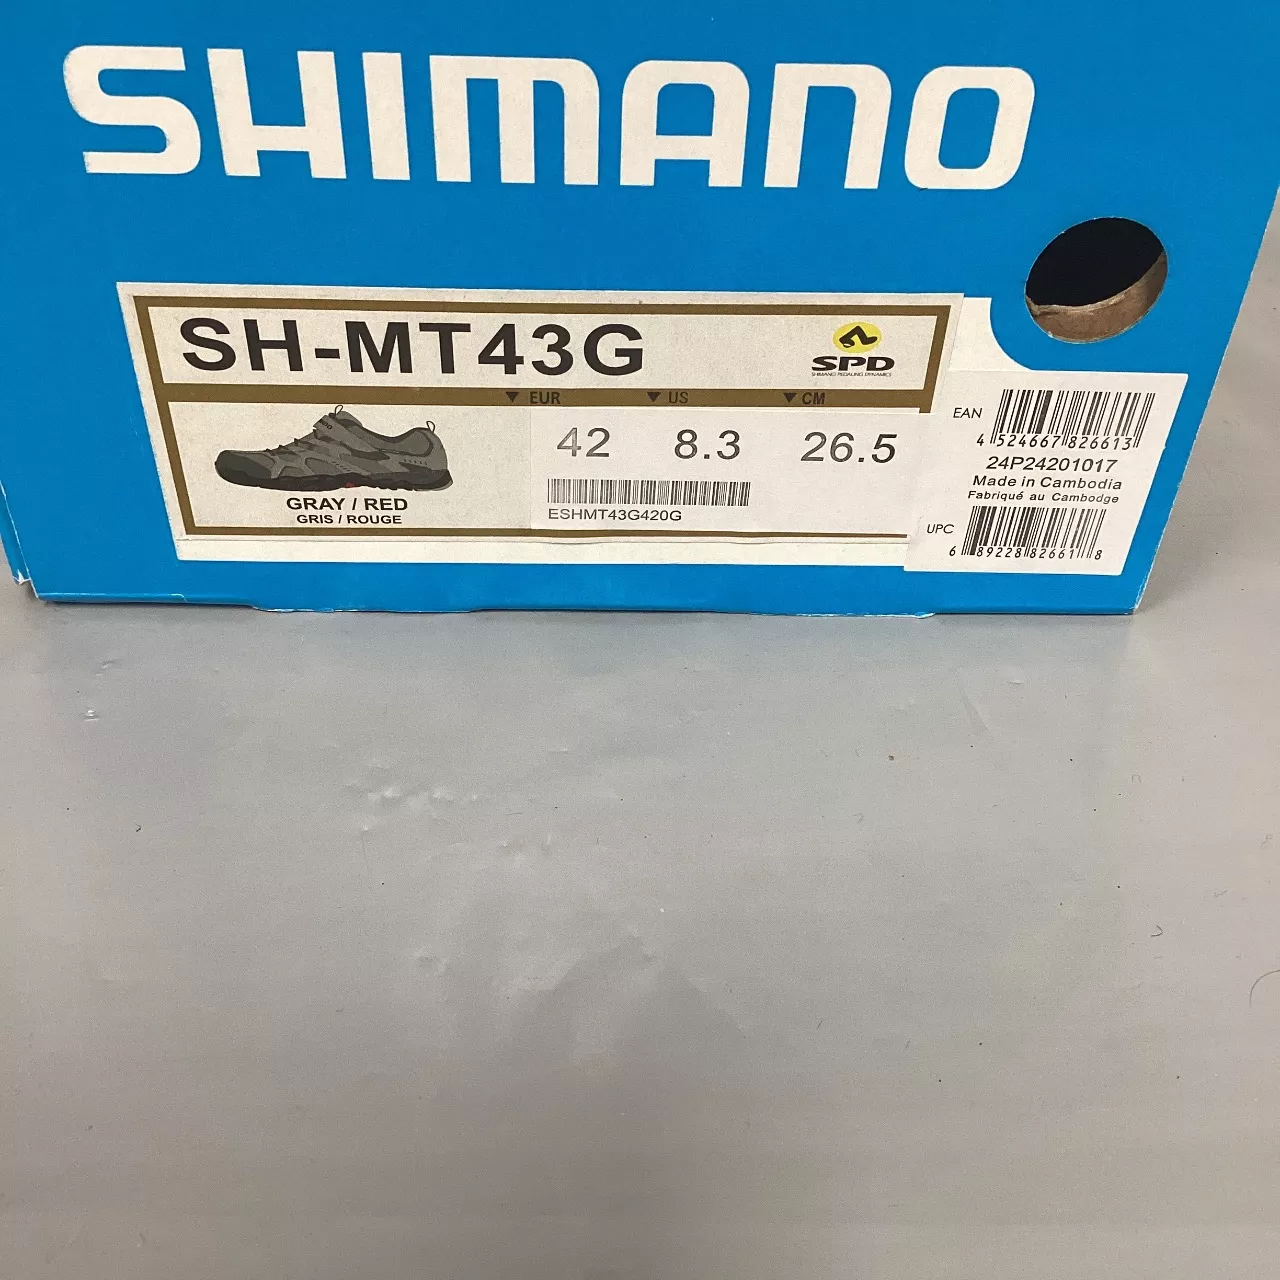 SHIMANO
SH-MT43G
SPD
SHIMANO PEDALING DYNAMICS
▼ EUR ▼ US ▼ CM
42 8.3 26.5
GRAY / RED
GRIS / ROUGE
ESHMT43G420G
EAN
4 524667 826613
24P24201017
Made in Cambodia
Fabriqué au Cambodge
UPC
6 89228 82661 8